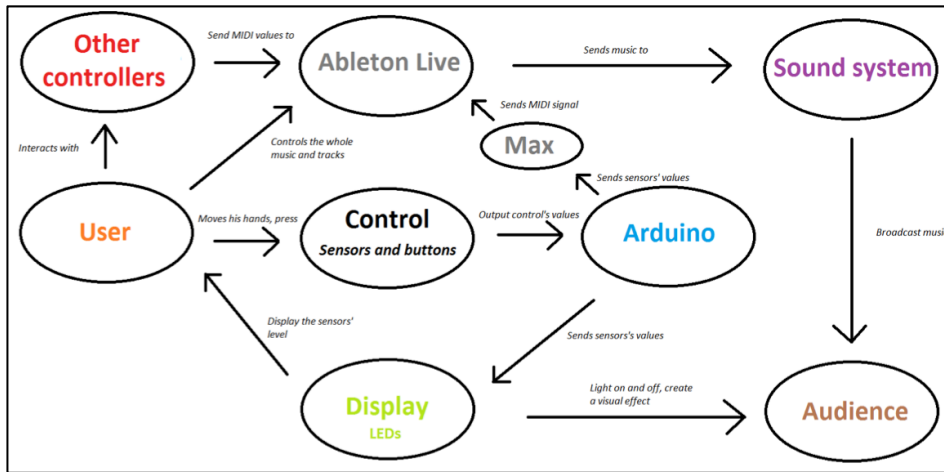 Other
controllers
Send MIDI values to
Ableton Live
Sends music to
Sound system
Sends MIDI signal
Interacts with
Controls the whole
music and tracks
Max
Sends sensors' values
User
Moves his hands, press
Control
Sensors and buttons
Output control's values
Arduino
Broadcast music
Display the sensors'
level
Sends sensors's values
Display
LEDs
Light on and off, create
a visual effect
Audience